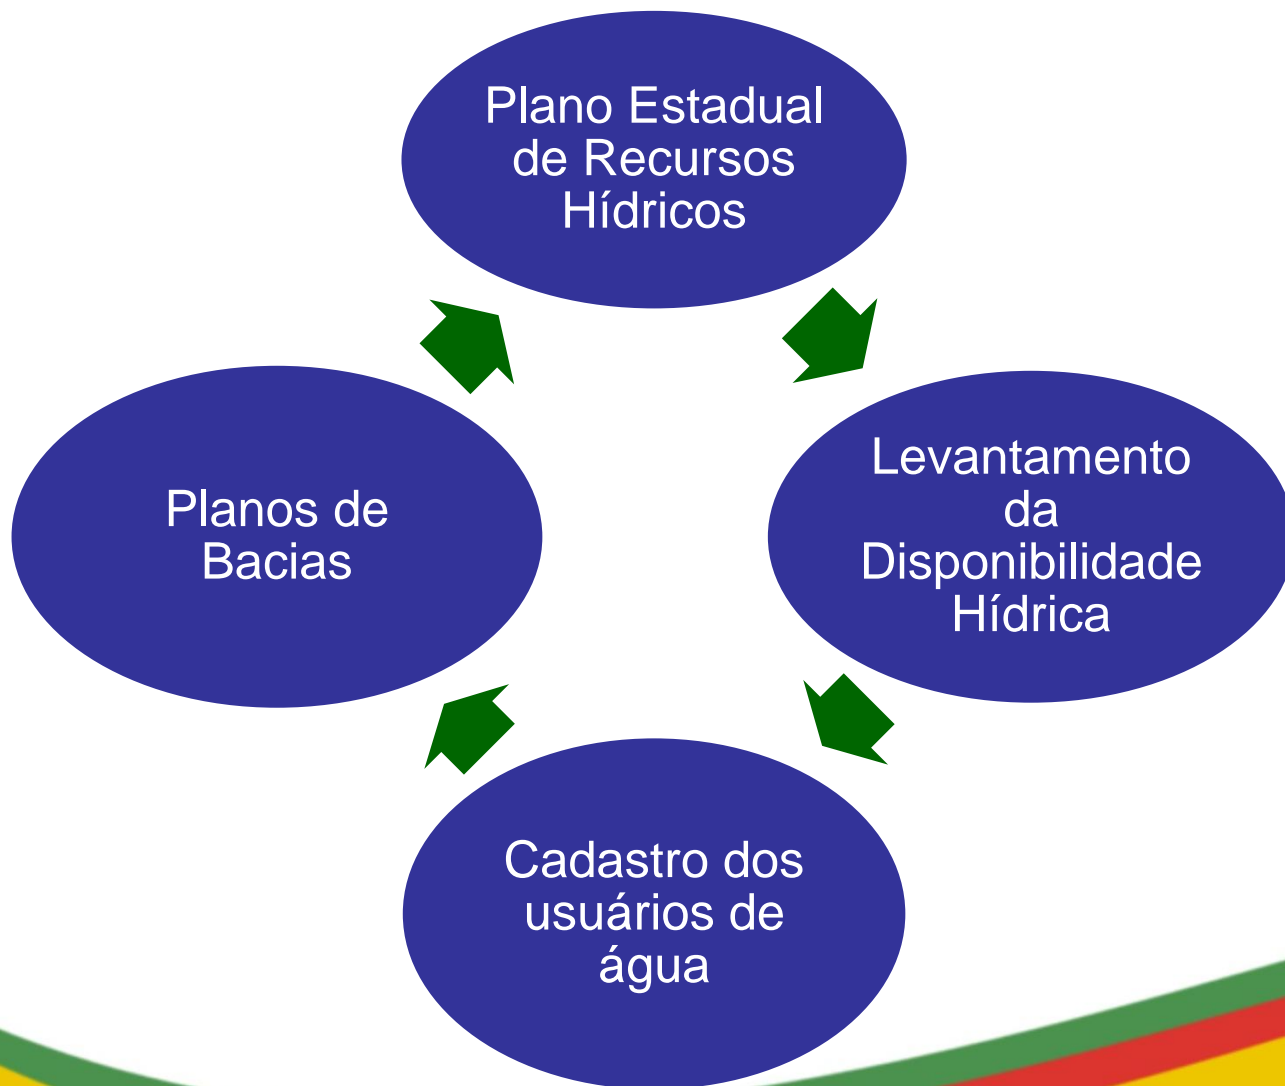 Plano Estadual
de Recursos
Hídricos
Levantamento
da
Disponibilidade
Hídrica
Cadastro dos
usuários de
água
Planos de
Bacias